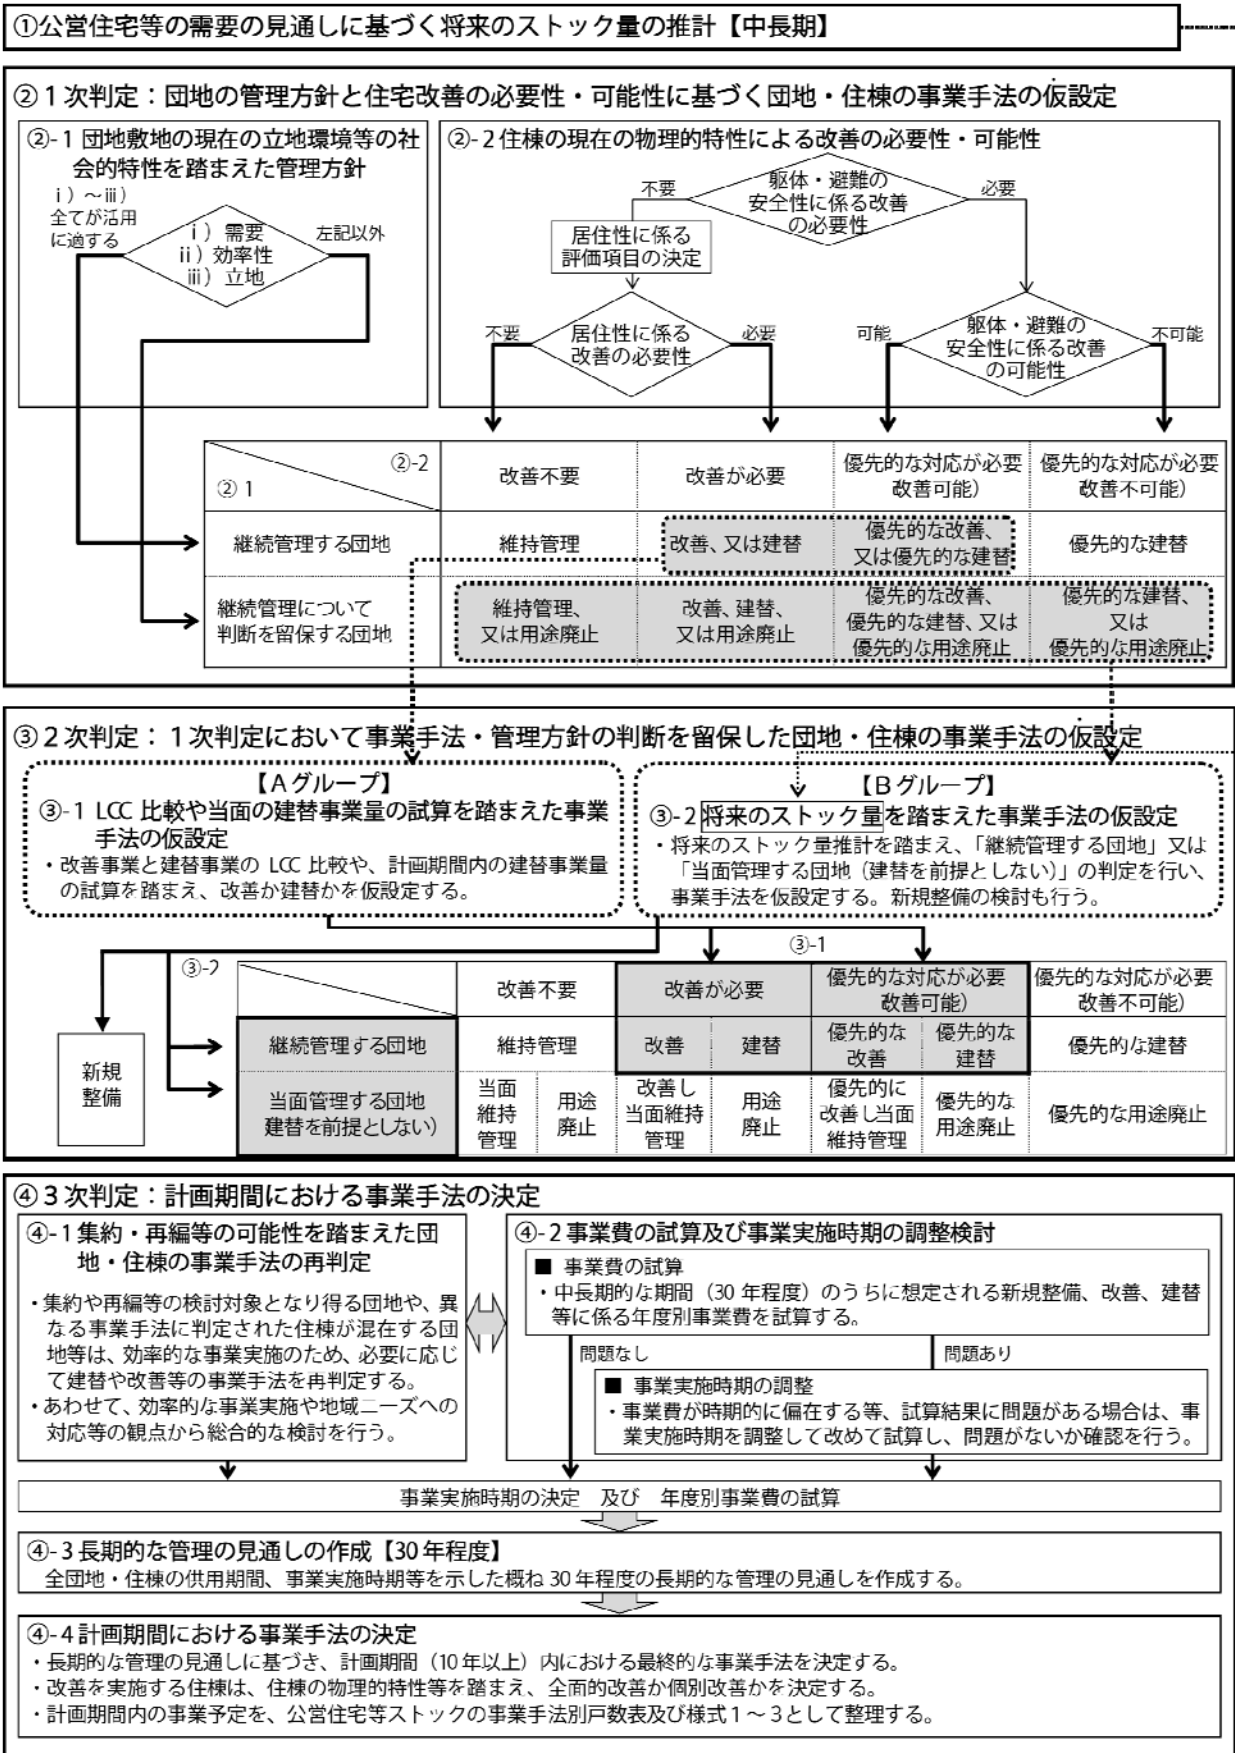 ①公営住宅等の需要の見通しに基づく将来のストック量の推計【中長期】
②１次判定：団地の管理方針と住宅改善の必要性・可能性に基づく団地・住棟の事業手法の仮設定
②-１団地敷地の現在の立地環境等の社
会的特性を踏まえた管理方針
ⅰ）～ⅲ）
全てが活用
に適する
ⅰ）需要
ⅱ）効率性
ⅲ）立地
左記以外
②-２住棟の現在の物理的特性による改善の必要性・可能性
不要
躯体・避難の
安全性に係る改善
の必要性
必要
居住性に係る
評価項目の決定
不要
居住性に係る
改善の必要性
必要
可能
躯体・避難の
安全性に係る改善
の可能性
不可能
②-2
②1
改善不要
改善が必要
優先的な対応が必要
改善可能）
優先的な対応が必要
改善不可能）
継続管理する団地
維持管理
改善、又は建替
優先的な改善、
又は優先的な建替
優先的な建替
継続管理について
判断を留保する団地
維持管理、
又は用途廃止
改善、建替、
又は用途廃止
優先的な改善、
優先的な建替、又は
優先的な用途廃止
優先的な建替、
又は
優先的な用途廃止
③２次判定：１次判定において事業手法・管理方針の判断を留保した団地・住棟の事業手法の仮設定
【Aグループ】
③-1 LCC 比較や当面の建替事業量の試算を踏まえた事業
手法の仮設定
・改善事業と建替事業の LCC 比較や、計画期間内の建替事業量
の試算を踏まえ、改善か建替かを仮設定する。
【Bグループ】
③-2将来のストック量を踏まえた事業手法の仮設定
・将来のストック量推計を踏まえ、「継続管理する団地」又は
「当面管理する団地（建替を前提としない）」の判定を行い、
事業手法を仮設定する。新規整備の検討も行う。
③-1
③-2
新規
整備
改善不要
改善が必要
優先的な対応が必要
改善可能）
優先的な対応が必要
改善不可能）
継続管理する団地
維持管理
改善
建替
優先的な
改善
優先的な
建替
優先的な建替
当面管理する団地
建替を前提としない）
当面
維持
管理
用途
廃止
改善し
当面維持
管理
用途
廃止
優先的に
改善し当面
維持管理
優先的な
用途廃止
優先的な用途廃止
④３次判定：計画期間における事業手法の決定
④-１集約・再編等の可能性を踏まえた団
地・住棟の事業手法の再判定
・集約や再編等の検討対象となり得る団地や、異
なる事業手法に判定された住棟が混在する団
地等は、効率的な事業実施のため、必要に応じ
て建替や改善等の事業手法を再判定する。
・あわせて、効率的な事業実施や地域ニーズへの
対応等の観点から総合的な検討を行う。
④-２事業費の試算及び事業実施時期の調整検討
■ 事業費の試算
・中長期的な期間（30 年程度）のうちに想定される新規整備、改善、建替
等に係る年度別事業費を試算する。
問題なし
問題あり
■ 事業実施時期の調整
・事業費が時期的に偏在する等、試算結果に問題がある場合は、事
業実施時期を調整して改めて試算し、問題がないか確認を行う。
事業実施時期の決定　及び　年度別事業費の試算
④-３長期的な管理の見通しの作成【30年程度】
全団地・住棟の供用期間、事業実施時期等を示した概ね 30 年程度の長期的な管理の見通しを作成する。
④-４計画期間における事業手法の決定
・長期的な管理の見通しに基づき、計画期間（10年以上）内における最終的な事業手法を決定する。
・改善を実施する住棟は、住棟の物理的特性等を踏まえ、全面的改善か個別改善かを決定する。
・計画期間内の事業予定を、公営住宅等ストックの事業手法別戸数表及び様式１～３として整理する。